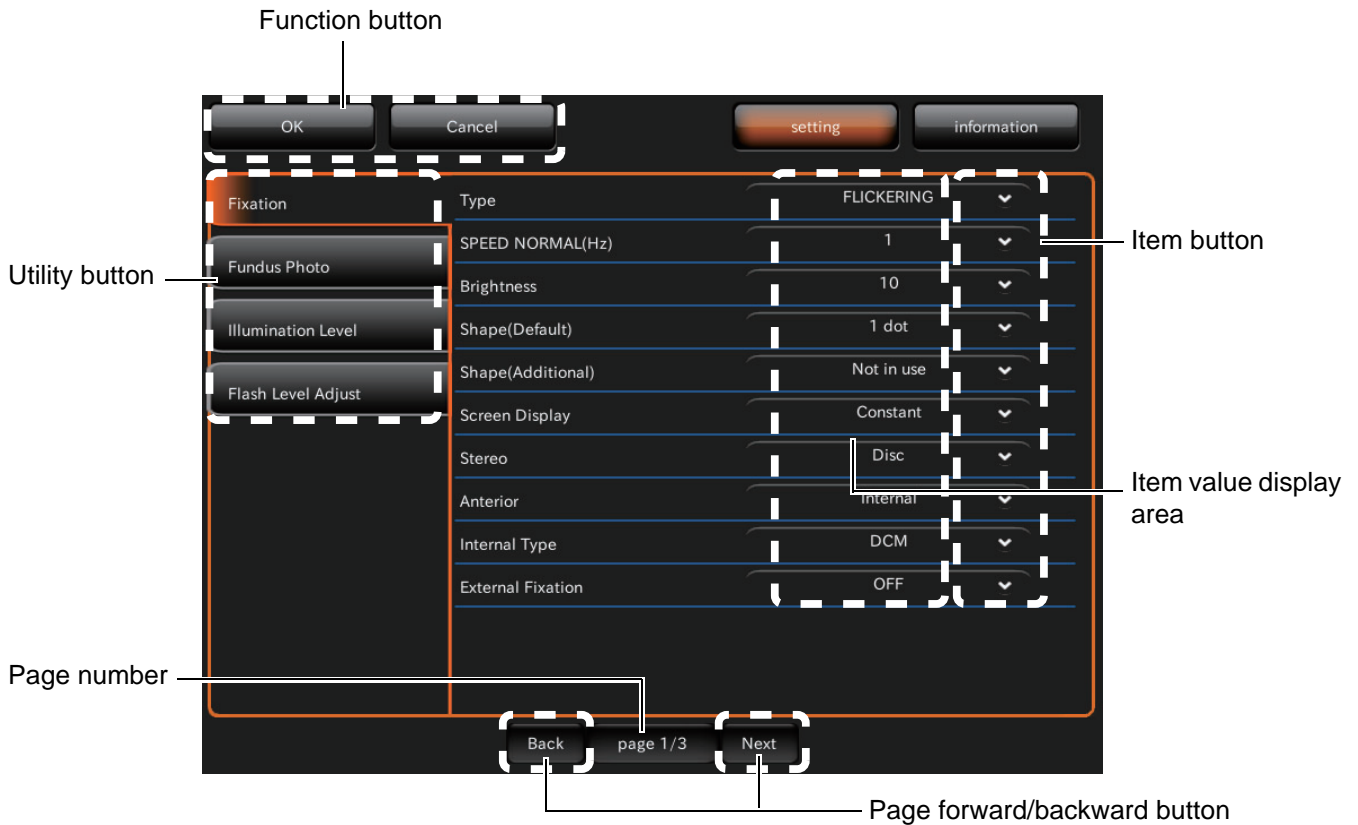 Function button
OK
Cancel
setting
information
Fixation
Fundus Photo
Illumination Level
Flash Level Adjust
Utility button
Type
FLICKERING
SPEED NORMAL(Hz)
1
Brightness
10
Shape(Default)
1 dot
Shape(Additional)
Not in use
Screen Display
Constant
Stereo
Disc
Anterior
Internal
Internal Type
DCM
External Fixation
OFF
Item button
Item value display
area
Page number
Back
page 1/3
Next
Page forward/backward button